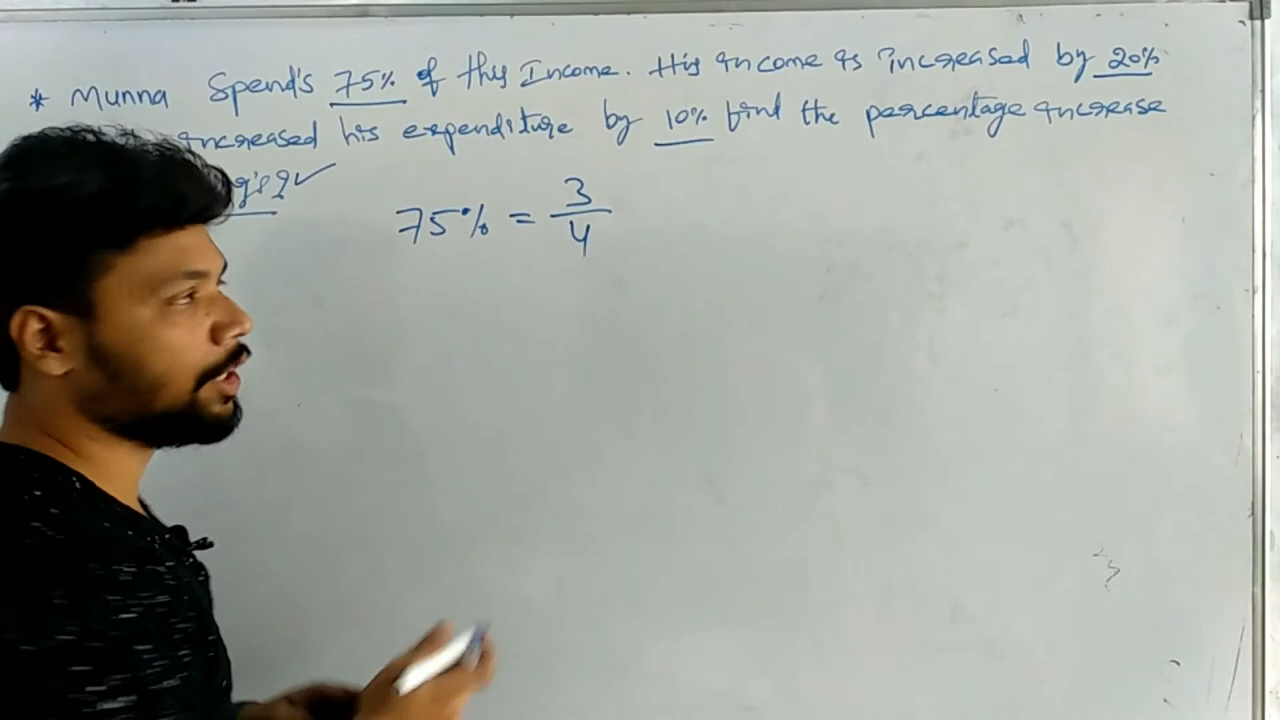 * Munna Spend's 75% of this Income. His income is increased by 20%
increased his expenditure by 10% find the percentage increase
75% = 3/4